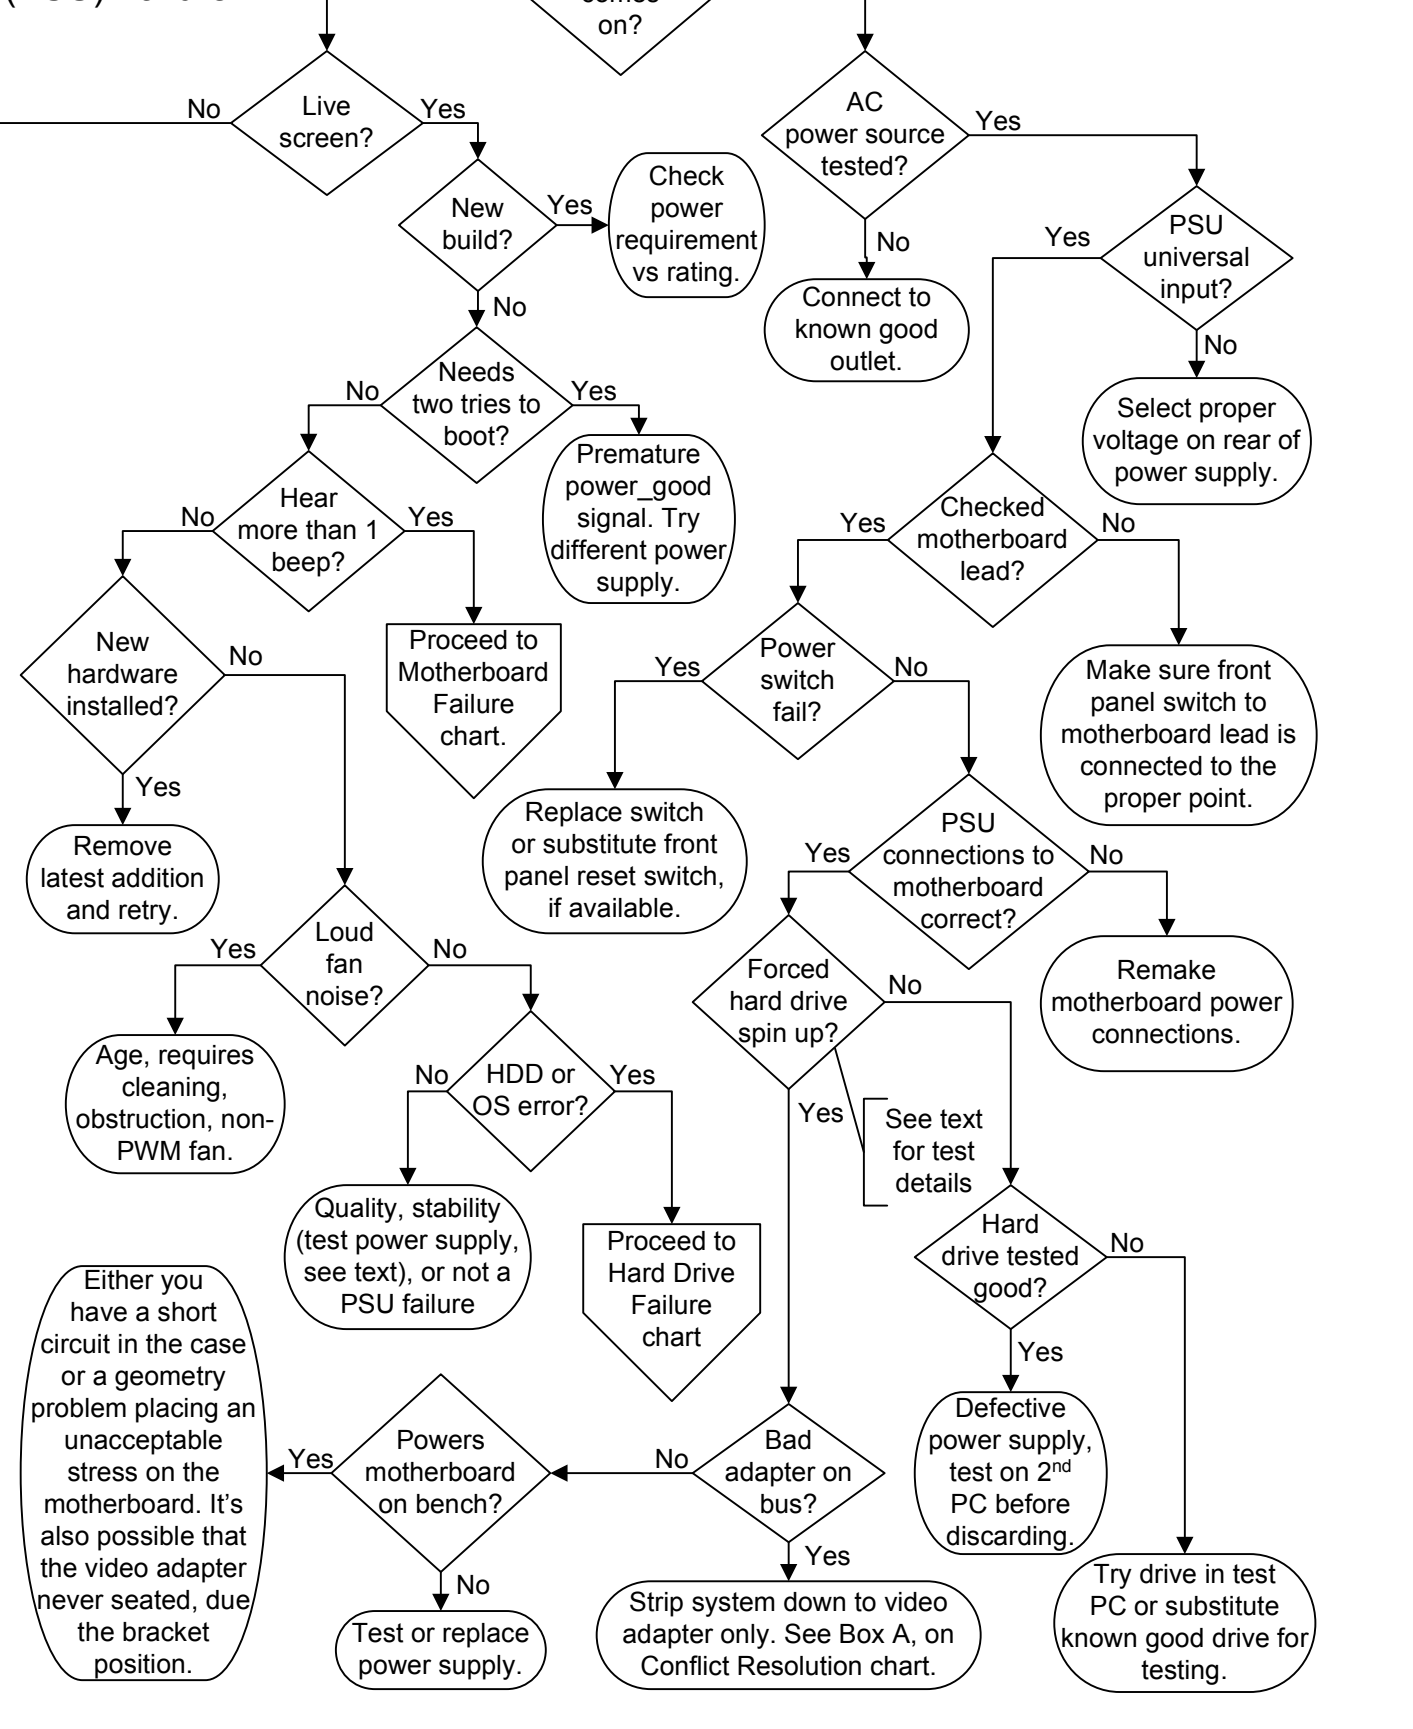 on?
No
Live
screen?
Yes
AC
power source
tested?
Yes
New
build?
Yes
Check
power
requirement
vs rating.
No
Connect to
known good
outlet.
Yes
PSU
universal
input?
No
Select proper
voltage on rear of
power supply.
No
No
Needs
two tries to
boot?
Yes
Premature
power_good
signal. Try
different power
supply.
No
Hear
more than 1
beep?
Yes
Yes
Checked
motherboard
lead?
No
New
hardware
installed?
No
Proceed to
Motherboard
Failure
chart.
Yes
Power
switch
fail?
No
Make sure front
panel switch to
motherboard lead is
connected to the
proper point.
Yes
Remove
latest addition
and retry.
Replace switch
or substitute front
panel reset switch,
if available.
Yes
PSU
connections to
motherboard
correct?
No
Remake
motherboard power
connections.
Yes
Loud
fan
noise?
No
Forced
hard drive
spin up?
No
Age, requires
cleaning,
obstruction, non-
PWM fan.
No
HDD or
OS error?
Yes
Yes
See text
for test
details
Quality, stability
(test power supply,
see text), or not a
PSU failure
Proceed to
Hard Drive
Failure
chart
Hard
drive tested
good?
No
Yes
Defective
power supply,
test on 2nd
PC before
discarding.
Either you
have a short
circuit in the case
or a geometry
problem placing an
unacceptable
stress on the
motherboard. It's
also possible that
the video adapter
never seated, due
the bracket
position.
Yes
Powers
motherboard
on bench?
No
Bad
adapter on
bus?
No
Test or replace
power supply.
Yes
Strip system down to video
adapter only. See Box A, on
Conflict Resolution chart.
Try drive in test
PC or substitute
known good drive for
testing.